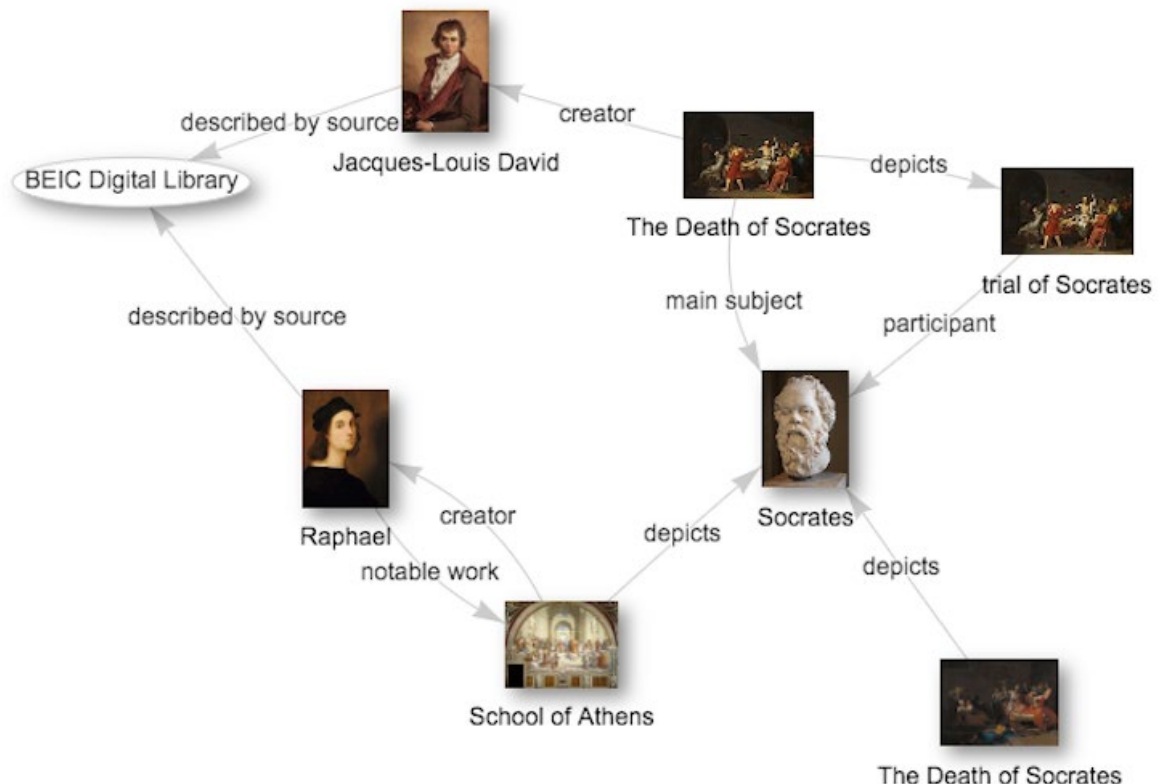 creator
described by source
Jacques-Louis David
depicts
BEIC Digital Library
The Death of Socrates
trial of Socrates
main subject
described by source
participant
creator
depicts
Socrates
Raphael
notable work
depicts
School of Athens
The Death of Socrates